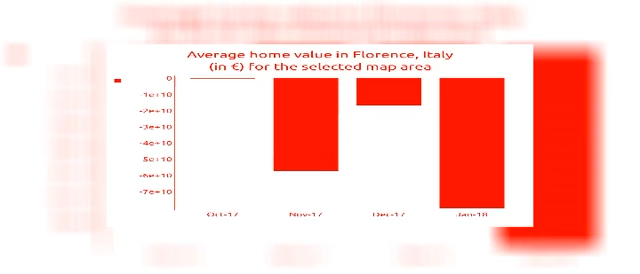 Average home value in Florence, Italy
(in €) for the selected map area
0
-1e+10
-2e+10
-3e+10
-4e+10
-5e+10
-6e+10
-7e+10
Oct-17 Nov-17 Dec-17 Jan-18